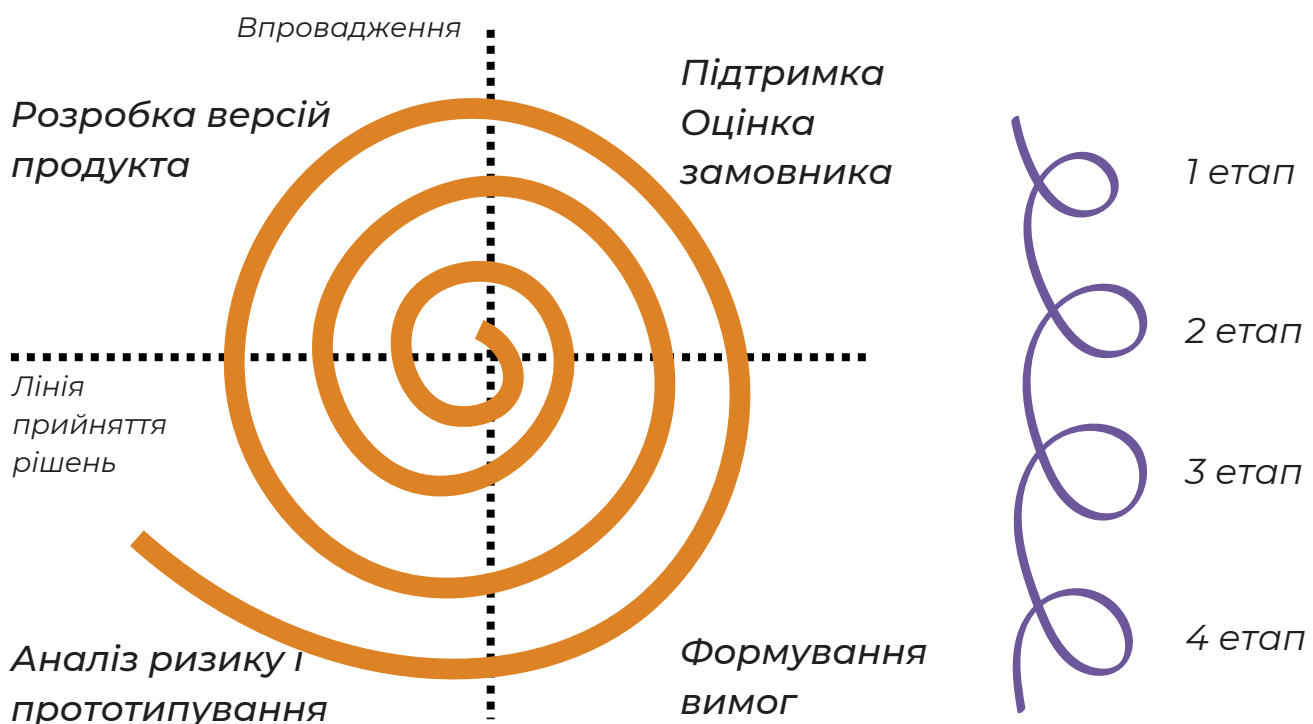 Впровадження
Розробка версій
продукта
Підтримка
Оцінка
замовника
Лінія
прийняття
рішень
Аналіз ризику і
прототипування
Формування
вимог
1 етап
2 етап
3 етап
4 етап